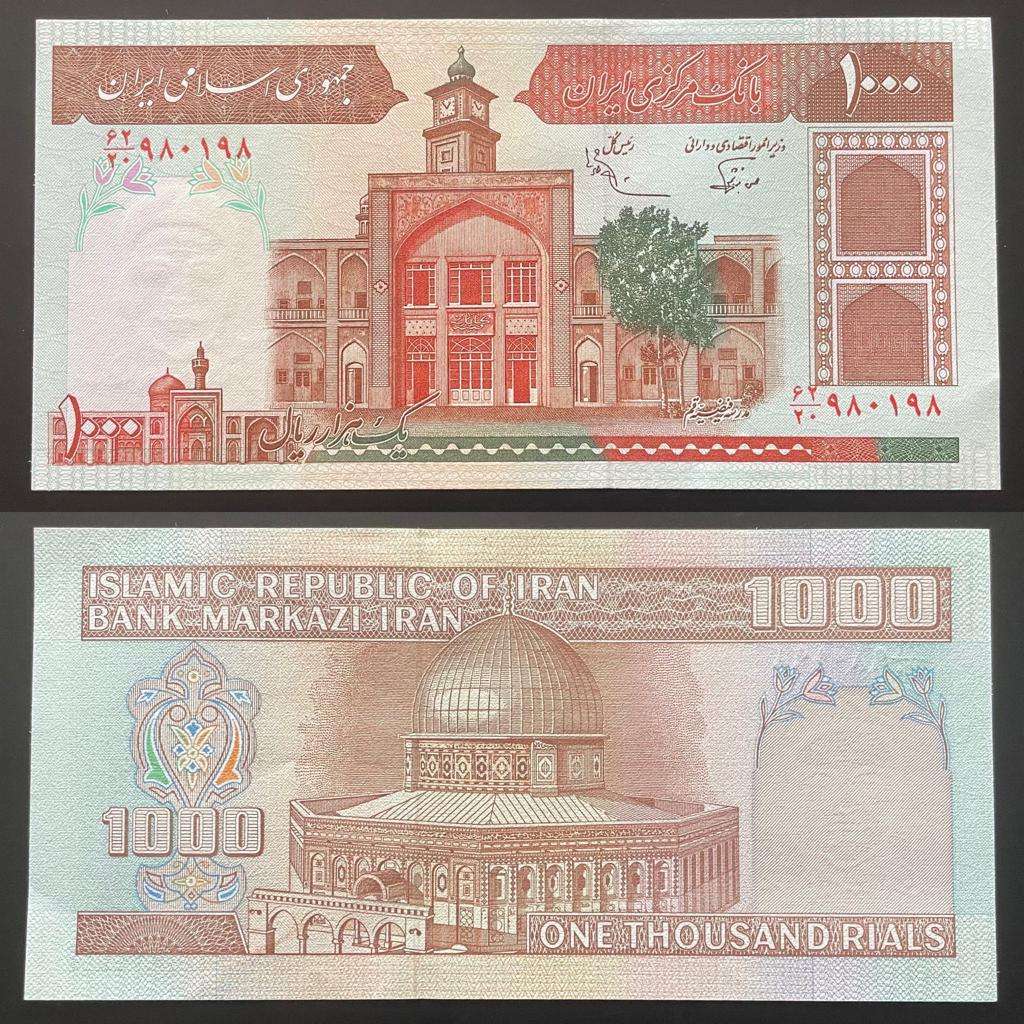 جمهوری اسلامی ایران
بانک مرکزی ایران
۱۰۰۰
۶۲/۲۰ ۹۸۰۱۹۸
رئیس کل
وزیر امور اقتصادی و دارائی
۶۲/۲۰ ۹۸۰۱۹۸
مدرسه فیضیه قم
۱۰۰۰
یک هزار ریال
ISLAMIC REPUBLIC OF IRAN
1000
BANK MARKAZI IRAN
1000
ONE THOUSAND RIALS